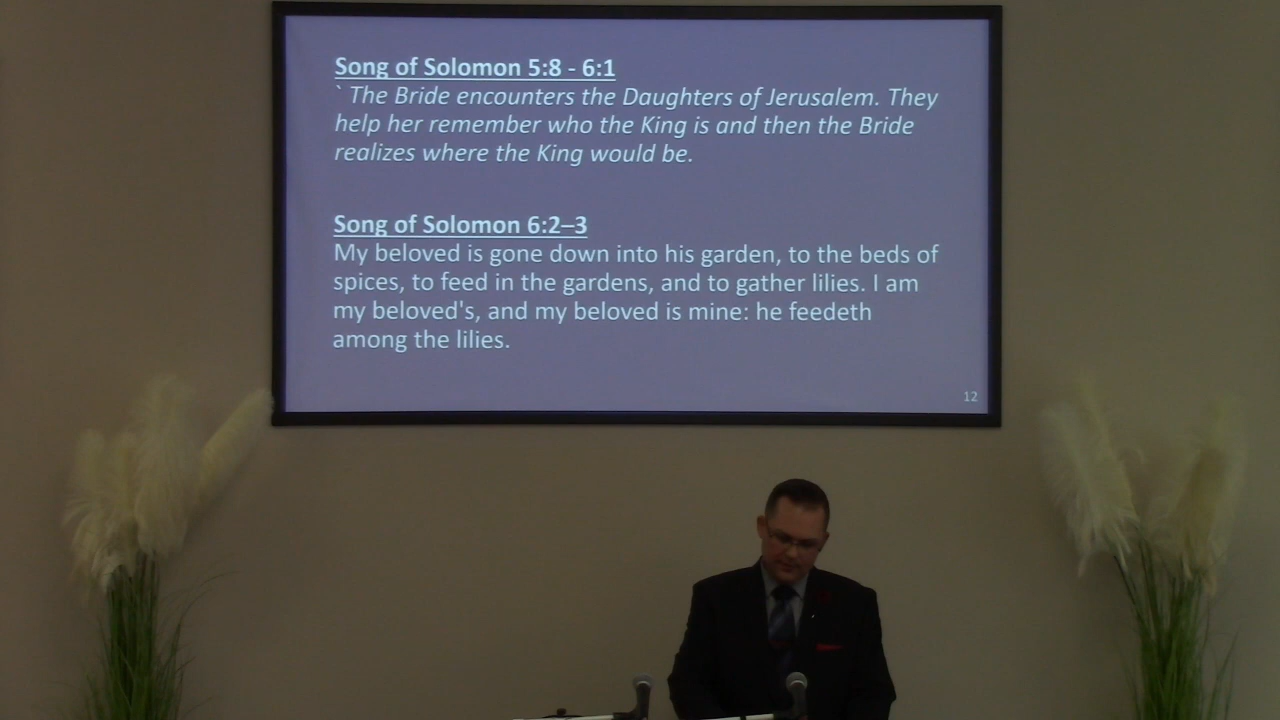 Song of Solomon 5:8 - 6:1
` The Bride encounters the Daughters of Jerusalem. They
help her remember who the King is and then the Bride
realizes where the King would be.
Song of Solomon 6:2–3
My beloved is gone down into his garden, to the beds of
spices, to feed in the gardens, and to gather lilies. I am
my beloved's, and my beloved is mine: he feedeth
among the lilies.
12